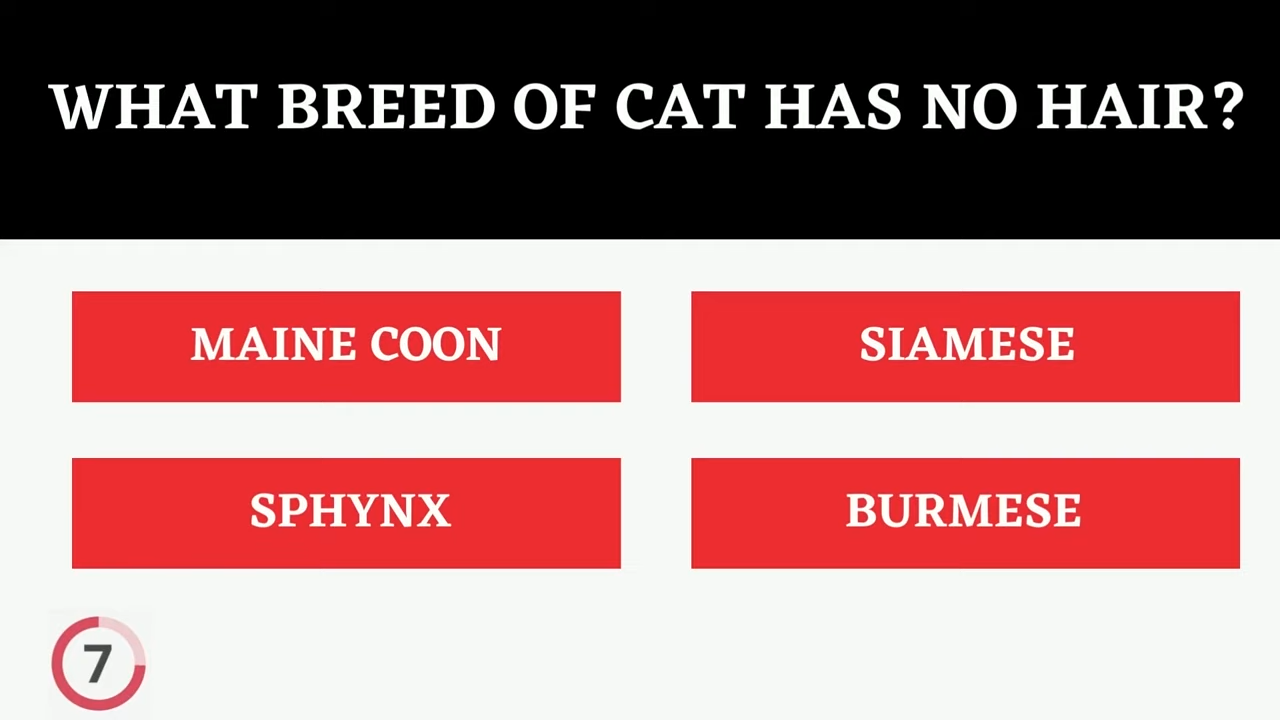 WHAT BREED OF CAT HAS NO HAIR?
MAINE COON
SIAMESE
SPHYNX
BURMESE
7